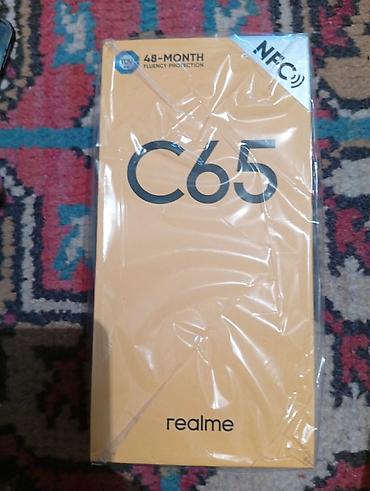 48-MONTH
FLUENCY PROTECTION
NFC
C65
realme